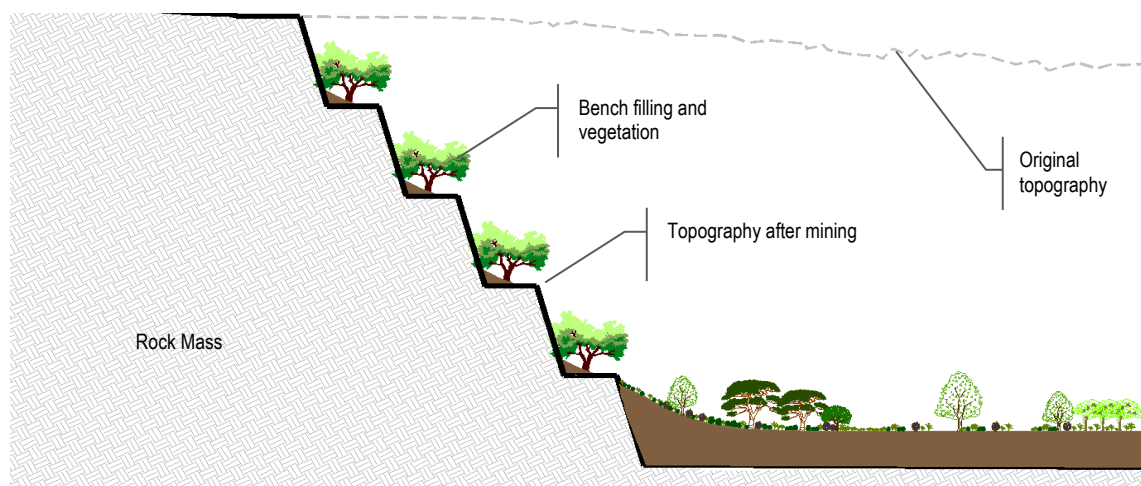 Bench filling and
vegetation
Original
topography
Topography after mining
Rock Mass